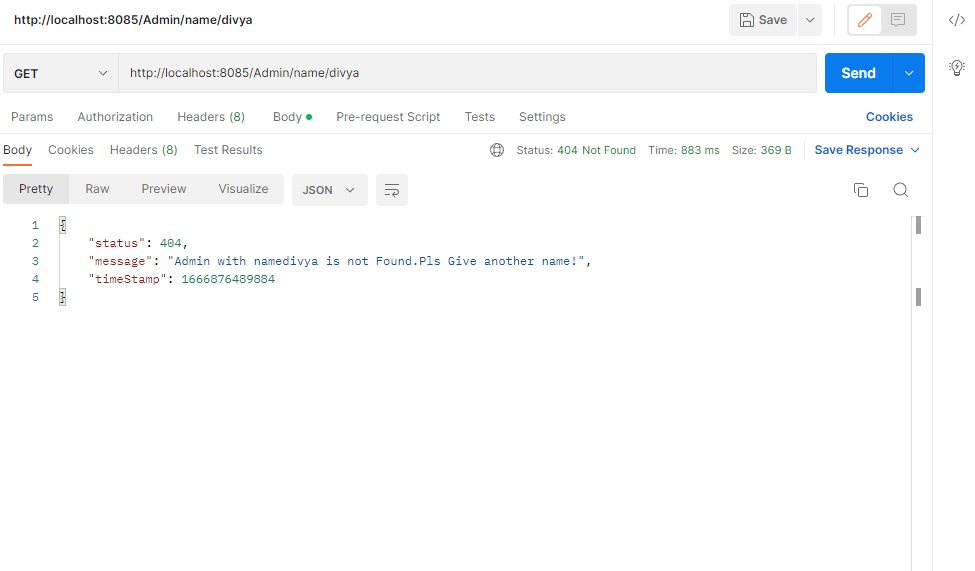 http://localhost:8085/Admin/name/divya Save
GET http://localhost:8085/Admin/name/divya Send
Params Authorization Headers (8) Body Pre-request Script Tests Settings Cookies
Body Cookies Headers (8) Test Results Status: 404 Not Found Time: 883 ms Size: 369 B Save Response
Pretty Raw Preview Visualize JSON
1 {
2 "status": 404,
3 "message": "Admin with namedivya is not Found.Pls Give another name!",
4 "timeStamp": 1666876489884
5 }